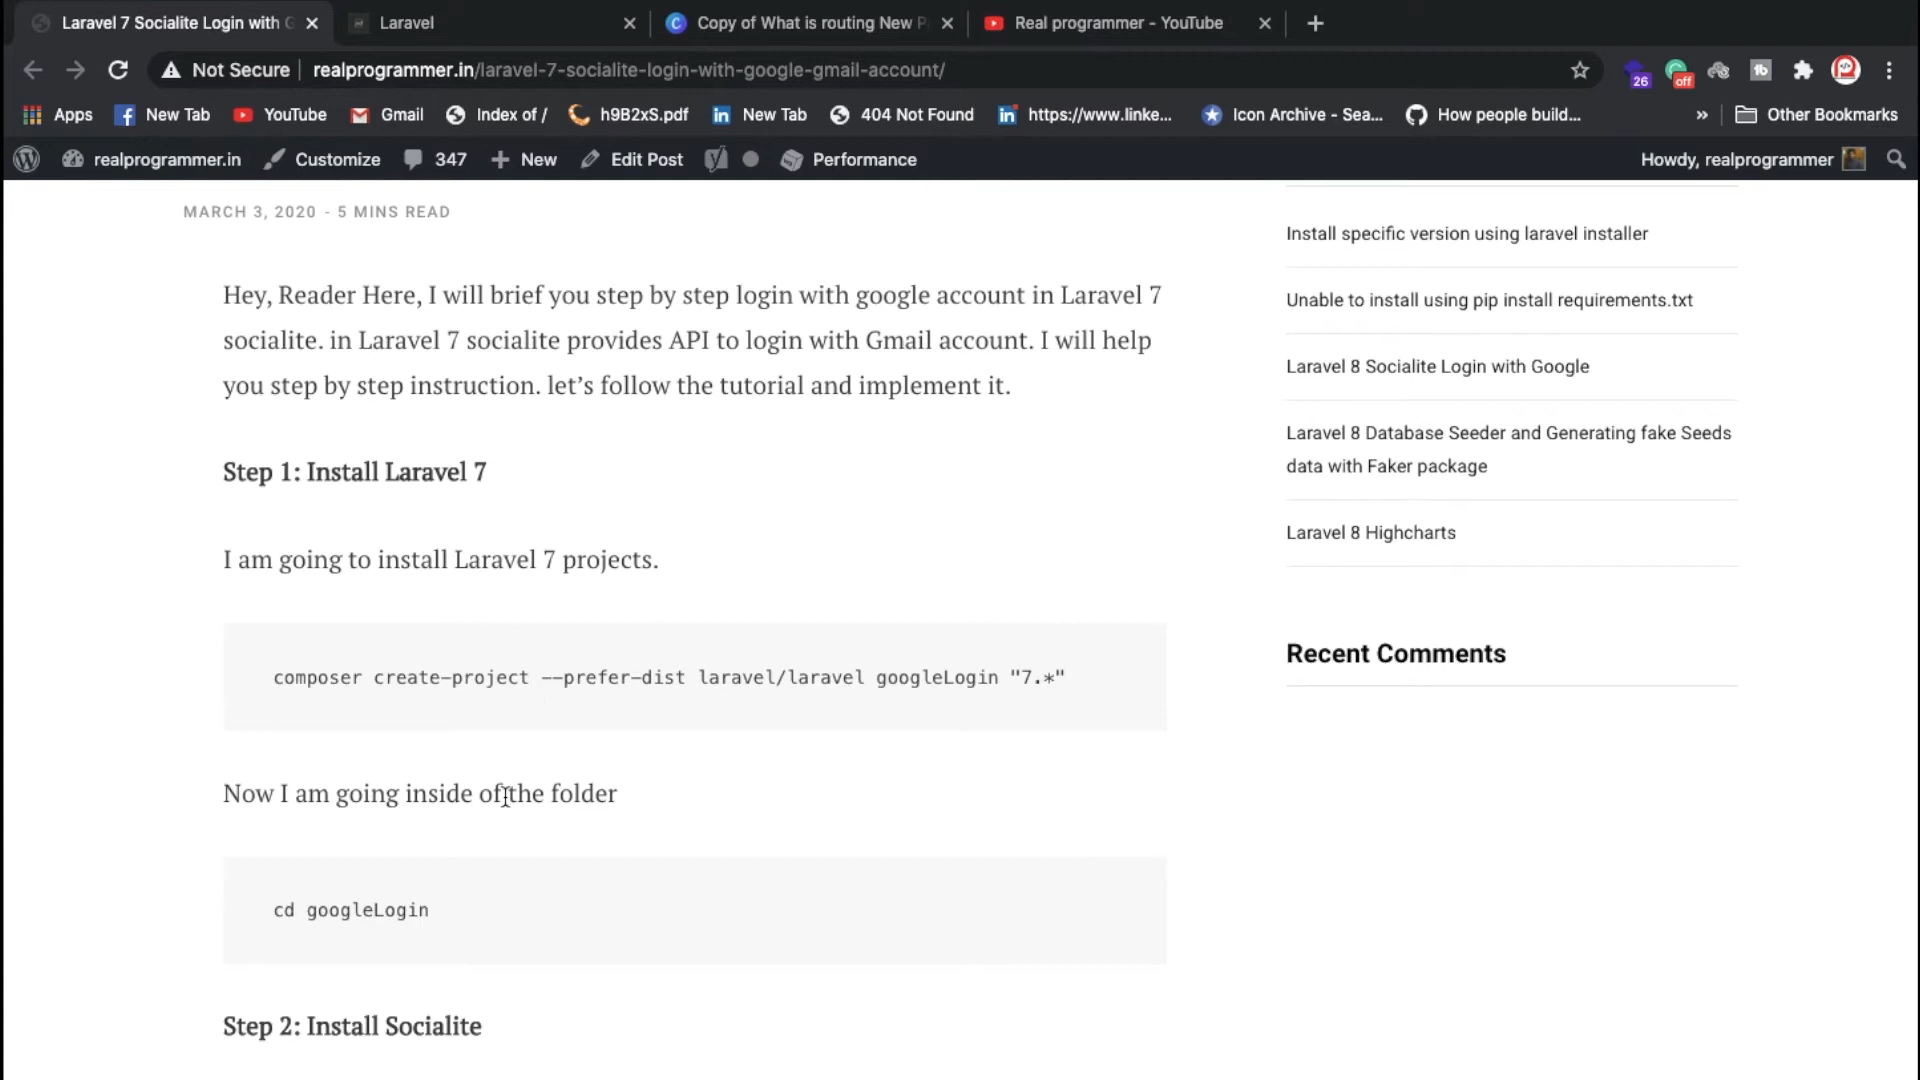 Laravel 7 Socialite Login with G
Laravel
Copy of What is routing New P
Real programmer - YouTube
Not Secure
realprogrammer.in/laravel-7-socialite-login-with-google-gmail-account/
26
off
Apps
New Tab
YouTube
Gmail
Index of /
h9B2xS.pdf
New Tab
404 Not Found
https://www.linke...
Icon Archive - Sea...
How people build...
»
Other Bookmarks
realprogrammer.in
Customize
347
New
Edit Post
Performance
Howdy, realprogrammer
MARCH 3, 2020 - 5 MINS READ
Hey, Reader Here, I will brief you step by step login with google account in Laravel 7
socialite. in Laravel 7 socialite provides API to login with Gmail account. I will help
you step by step instruction. let’s follow the tutorial and implement it.
Step 1: Install Laravel 7
I am going to install Laravel 7 projects.
composer create-project --prefer-dist laravel/laravel googleLogin "7.*"
Now I am going inside of the folder
cd googleLogin
Step 2: Install Socialite
Install specific version using laravel installer
Unable to install using pip install requirements.txt
Laravel 8 Socialite Login with Google
Laravel 8 Database Seeder and Generating fake Seeds
data with Faker package
Laravel 8 Highcharts
Recent Comments